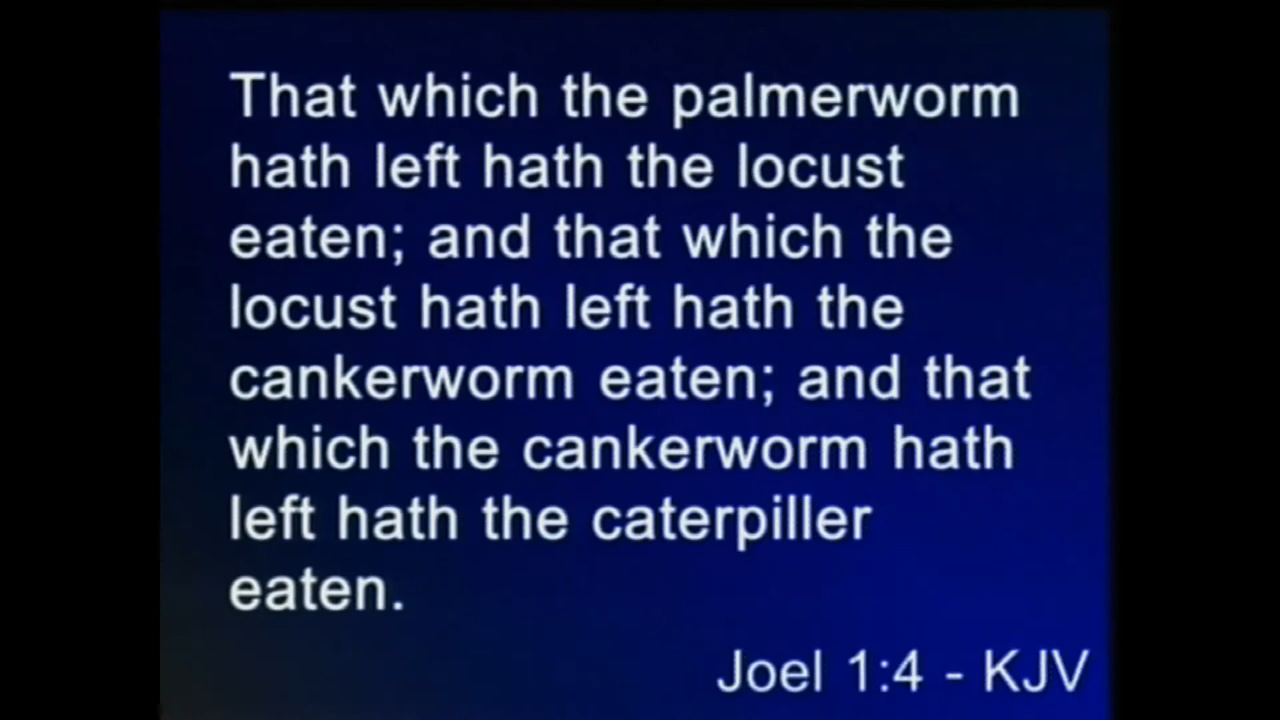 That which the palmerworm
hath left hath the locust
eaten; and that which the
locust hath left hath the
cankerworm eaten; and that
which the cankerworm hath
left hath the caterpiller
eaten.
Joel 1:4 - KJV